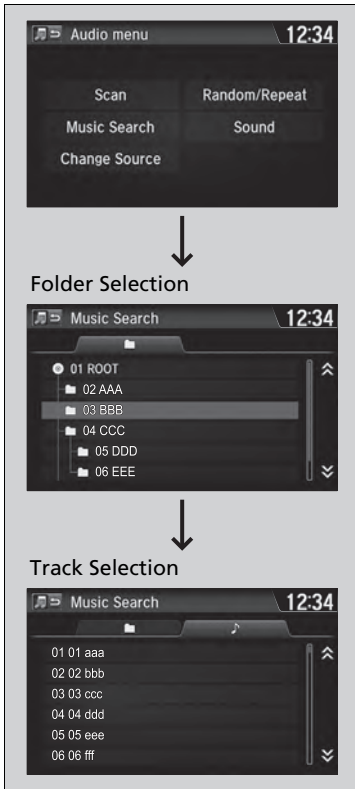 Audio menu 12:34
Scan Random/Repeat
Music Search Sound
Change Source
Folder Selection
Music Search 12:34
01 ROOT
02 AAA
03 BBB
04 CCC
05 DDD
06 EEE
Track Selection
Music Search 12:34
01 01 aaa
02 02 bbb
03 03 ccc
04 04 ddd
05 05 eee
06 06 fff